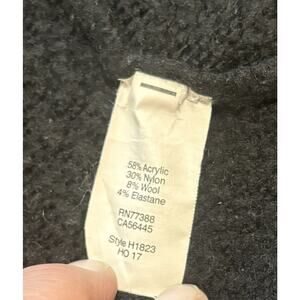 58% Acrylic
30% Nylon
8% Wool
4% Elastane
RN77388
CA56445
Style H1823
HO 17